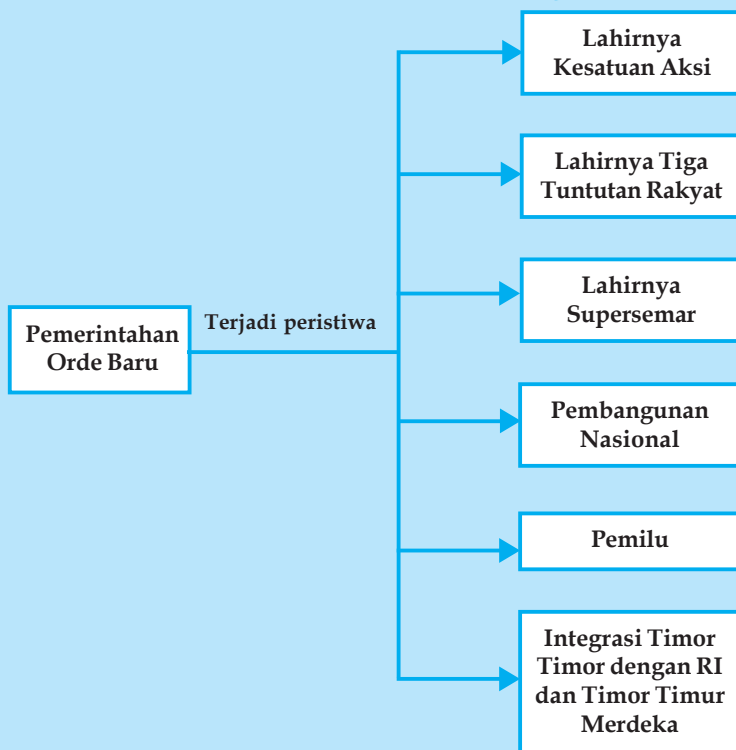 Pemerintahan
Orde Baru
Terjadi peristiwa
Lahirnya
Kesatuan Aksi
Lahirnya Tiga
Tuntutan Rakyat
Lahirnya
Supersemar
Pembangunan
Nasional
Pemilu
Integrasi Timor
Timor dengan RI
dan Timor Timur
Merdeka